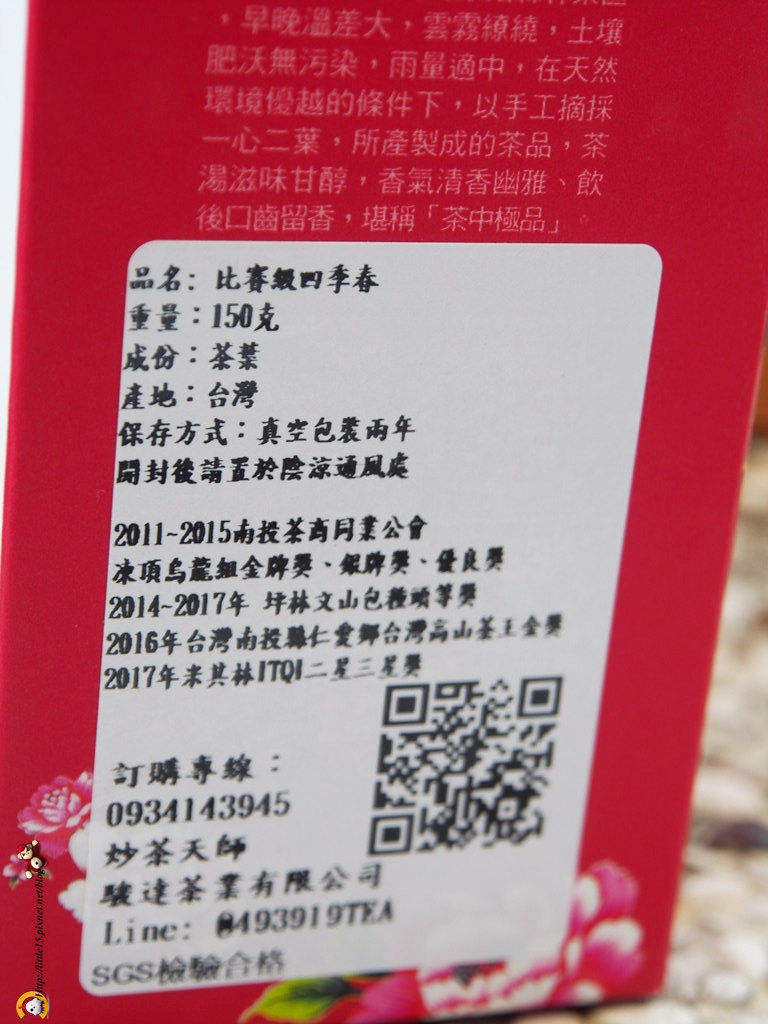 ，早晚溫差大，雲霧繚繞，土壤
肥沃無污染，雨量適中，在天然
環境優越的條件下，以手工摘採
一心二葉，所產製成的茶品，茶
湯滋味甘醇，香氣清香幽雅、飲
後口齒留香，堪稱「茶中極品」。
品名：比賽級四季春
重量：150克
成份：茶葉
產地：台灣
保存方式：真空包裝兩年
開封後請置於陰涼通風處
2011~2015南投茶商同業公會
凍頂烏龍組金牌獎、銀牌獎、優良獎
2014~2017年 坪林文山包種頭等獎
2016年台灣南投縣仁愛鄉台灣高山茶王金獎
2017年米其林ITQI二星三星獎
訂購專線：
0934143945
炒茶天師
駿達茶業有限公司
Line: @493919TEA
SGS檢驗合格
http://little15.pixnet.net/blog